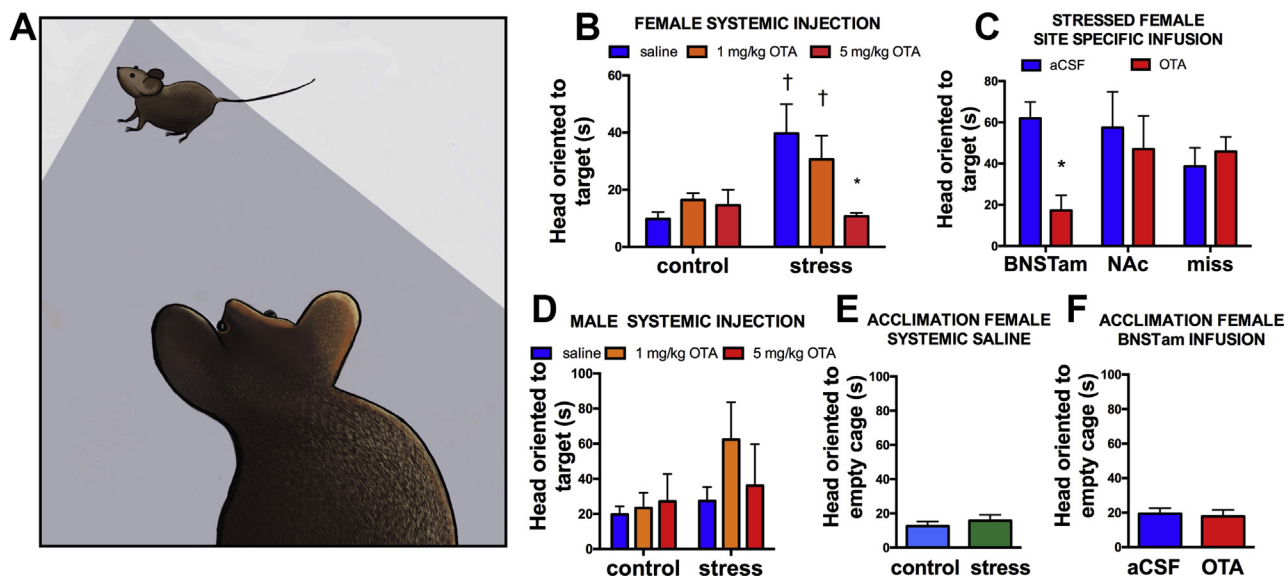 A
B
FEMALE SYSTEMIC INJECTION
saline 1 mg/kg OTA 5 mg/kg OTA
Head oriented to
target (s)
60
40
20
0
† † *
control stress
C
STRESSED FEMALE
SITE SPECIFIC INFUSION
aCSF OTA
Head oriented to
target (s)
80
60
40
20
0
*
BNSTam NAc miss
D
MALE SYSTEMIC INJECTION
saline 1 mg/kg OTA 5 mg/kg OTA
Head oriented to
target (s)
100
80
60
40
20
0
control stress
E
ACCLIMATION FEMALE
SYSTEMIC SALINE
Head oriented to
empty cage (s)
100
80
60
40
20
0
control stress
F
ACCLIMATION FEMALE
BNSTam INFUSION
Head oriented to
empty cage (s)
100
80
60
40
20
0
aCSF OTA